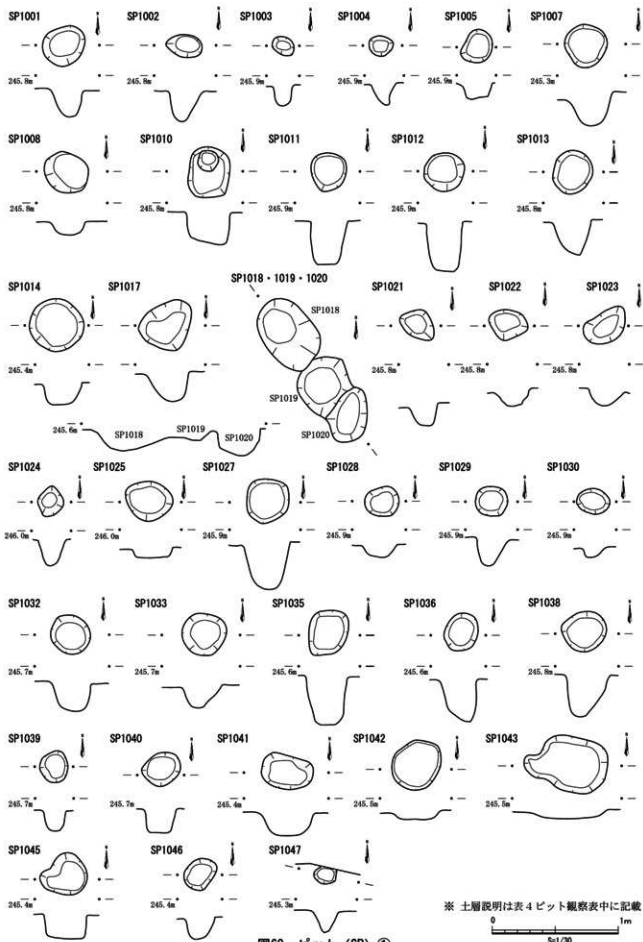 SP1001 SP1002 SP1003 SP1004 SP1005 SP1007
245.8m 245.8m 245.9m 245.9m 245.9m 245.3m
SP1008 SP1010 SP1011 SP1012 SP1013
245.8m 245.8m 245.9m 245.9m 245.8m
SP1014 SP1017 SP1018・1019・1020 SP1021 SP1022 SP1023
SP1018
245.4m 245.8m 245.8m 245.8m
SP1019
SP1020
245.6m SP1018 SP1019 SP1020
SP1024 SP1025 SP1027 SP1028 SP1029 SP1030
246.0m 246.0m 245.9m 245.9m 245.9m 245.9m
SP1032 SP1033 SP1035 SP1036 SP1038
245.7m 245.7m 245.6m 245.6m 245.8m
SP1039 SP1040 SP1041 SP1042 SP1043
245.7m 245.7m 245.4m 245.5m 245.5m
SP1045 SP1046 SP1047
245.4m 245.4m 245.3m
※ 土層説明は表4ピット観察表中に記載
0 1m
S=1/30